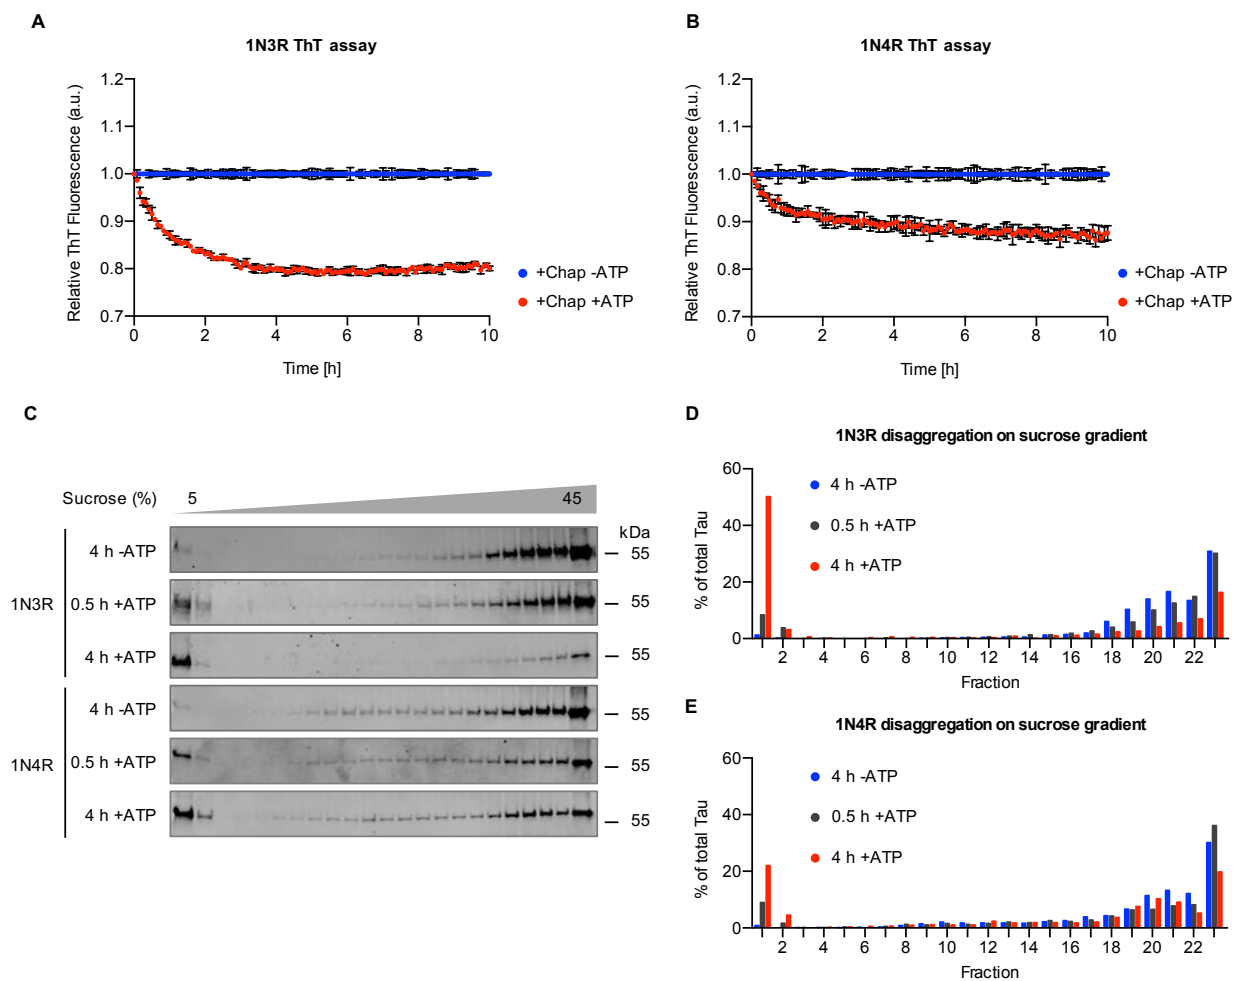 A
1N3R ThT assay
Relative ThT Fluorescence (a.u.)
1.2
1.1
1.0
0.9
0.8
0.7
0 2 4 6 8 10
Time [h]
+Chap -ATP
+Chap +ATP
B
1N4R ThT assay
Relative ThT Fluorescence (a.u.)
1.2
1.1
1.0
0.9
0.8
0.7
0 2 4 6 8 10
Time [h]
+Chap -ATP
+Chap +ATP
C
Sucrose (%) 5 45
kDa
1N3R
4 h -ATP 55
0.5 h +ATP 55
4 h +ATP 55
1N4R
4 h -ATP 55
0.5 h +ATP 55
4 h +ATP 55
D
1N3R disaggregation on sucrose gradient
% of total Tau
60
40
20
0
4 h -ATP
0.5 h +ATP
4 h +ATP
2 4 6 8 10 12 14 16 18 20 22
Fraction
E
1N4R disaggregation on sucrose gradient
% of total Tau
60
40
20
0
4 h -ATP
0.5 h +ATP
4 h +ATP
2 4 6 8 10 12 14 16 18 20 22
Fraction